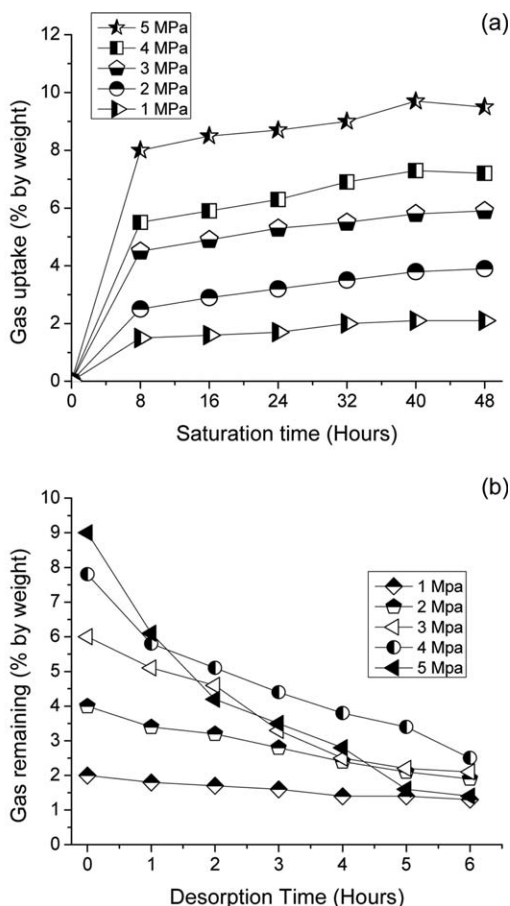 (a)
5 MPa
4 MPa
3 MPa
2 MPa
1 MPa
12
10
8
6
4
2
0
Gas uptake (% by weight)
0 8 16 24 32 40 48
Saturation time (Hours)
(b)
1 Mpa
2 Mpa
3 Mpa
4 Mpa
5 Mpa
10
9
8
7
6
5
4
3
2
1
0
Gas remaining (% by weight)
0 1 2 3 4 5 6
Desorption Time (Hours)